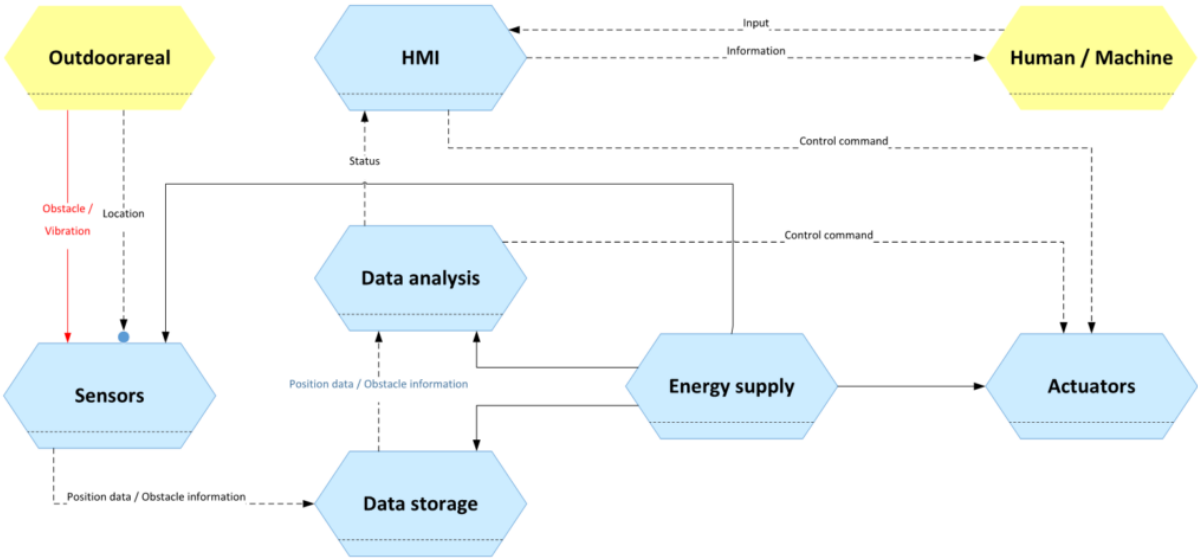 Outdoorareal
HMI
Input
Information
Human / Machine
Control command
Status
Obstacle /
Vibration
Location
Control command
Data analysis
Sensors
Position data / Obstacle information
Energy supply
Actuators
Position data / Obstacle information
Data storage